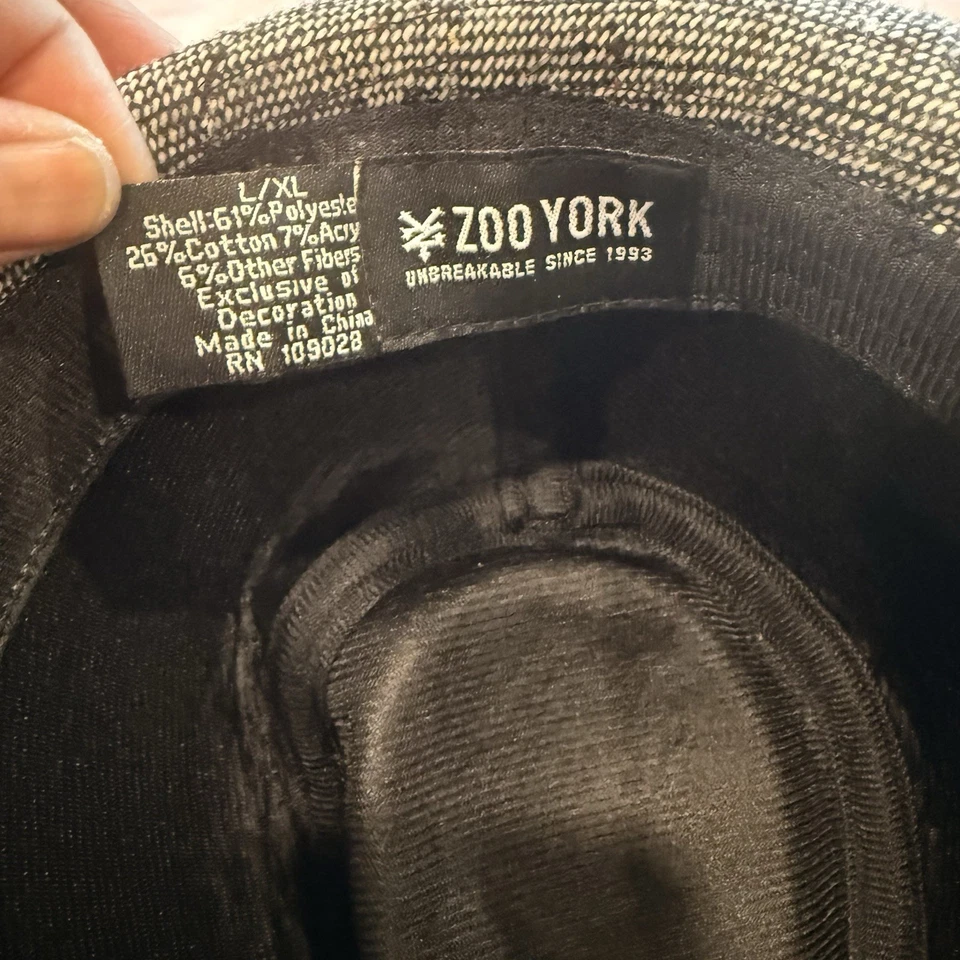 L/XL
Shell:61%Polyeste
26%Cotton 7%Acry
6%Other Fibers
Exclusive of
Decoration
Made in China
RN 109028
ZOO YORK
UNBREAKABLE SINCE 1993